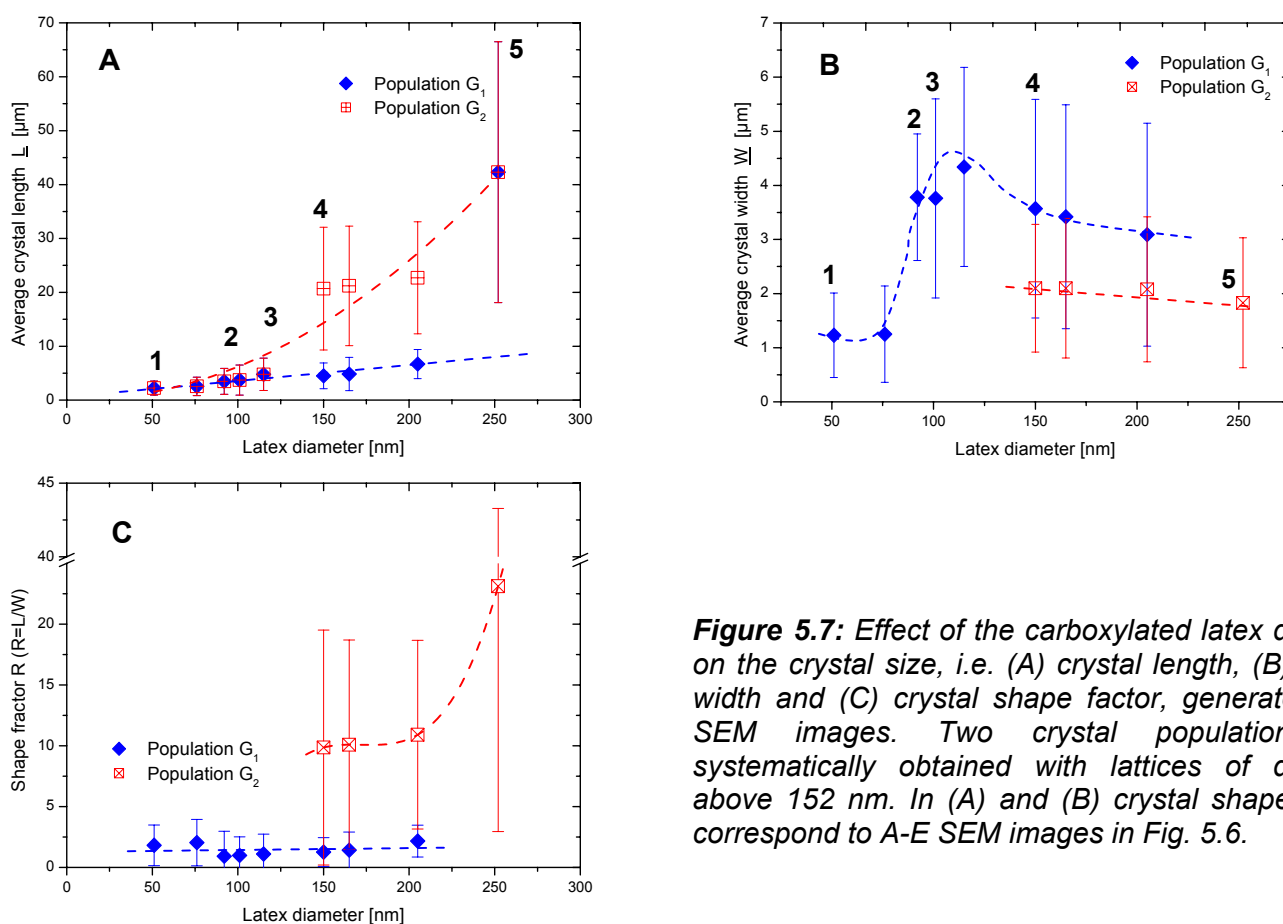 A
5
Population G1
Population G2
4
3
2
1
70
60
50
40
30
20
10
0
0 50 100 150 200 250 300
Average crystal length L [µm]
Latex diameter [nm]
B
Population G1
Population G2
3
4
2
1
5
7
6
5
4
3
2
1
0
50 100 150 200 250
Average crystal width W [µm]
Latex diameter [nm]
C
Population G1
Population G2
45
40
20
15
10
5
0
0 50 100 150 200 250 300
Shape fractor R (R=L/W)
Latex diameter [nm]
Figure 5.7: Effect of the carboxylated latex
on the crystal size, i.e. (A) crystal length, (B)
width and (C) crystal shape factor,
SEM images. Two crystal
systematically obtained with lattices of
above 152 nm. In (A) and (B) crystal
correspond to A-E SEM images in Fig. 5.6.